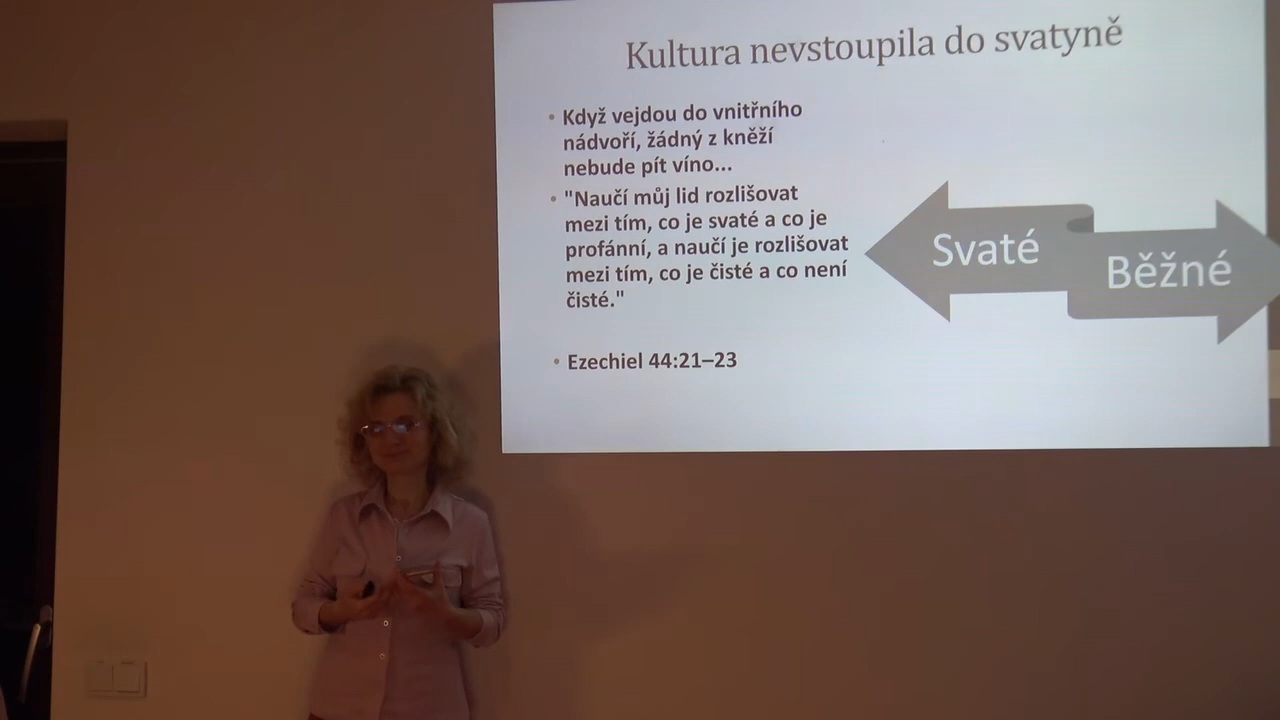 Kultura nevstoupila do svatyně
• Když vejdou do vnitřního
nádvoří, žádný z kněží
nebude pít víno...
• "Naučí můj lid rozlišovat
mezi tím, co je svaté a co je
profánní, a naučí je rozlišovat
mezi tím, co je čisté a co není
čisté."
• Ezechiel 44:21–23
Svaté
Běžné